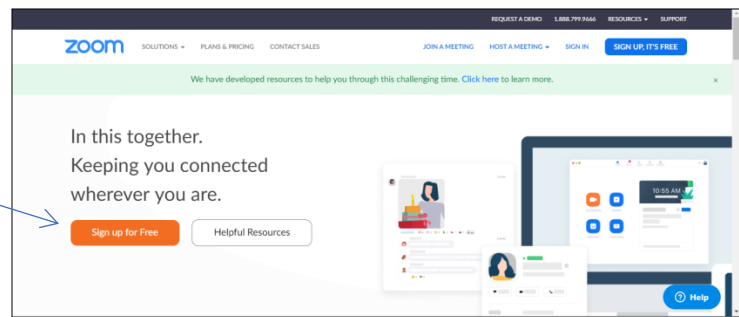 REQUEST A DEMO 1.888.799.9666 RESOURCES SUPPORT
zoom SOLUTIONS PLANS & PRICING CONTACT SALES JOIN A MEETING HOST A MEETING SIGN IN SIGN UP, IT'S FREE
We have developed resources to help you through this challenging time. Click here to learn more. ×
In this together.
Keeping you connected
wherever you are.
10:55 AM
Sign up for Free Helpful Resources
? Help